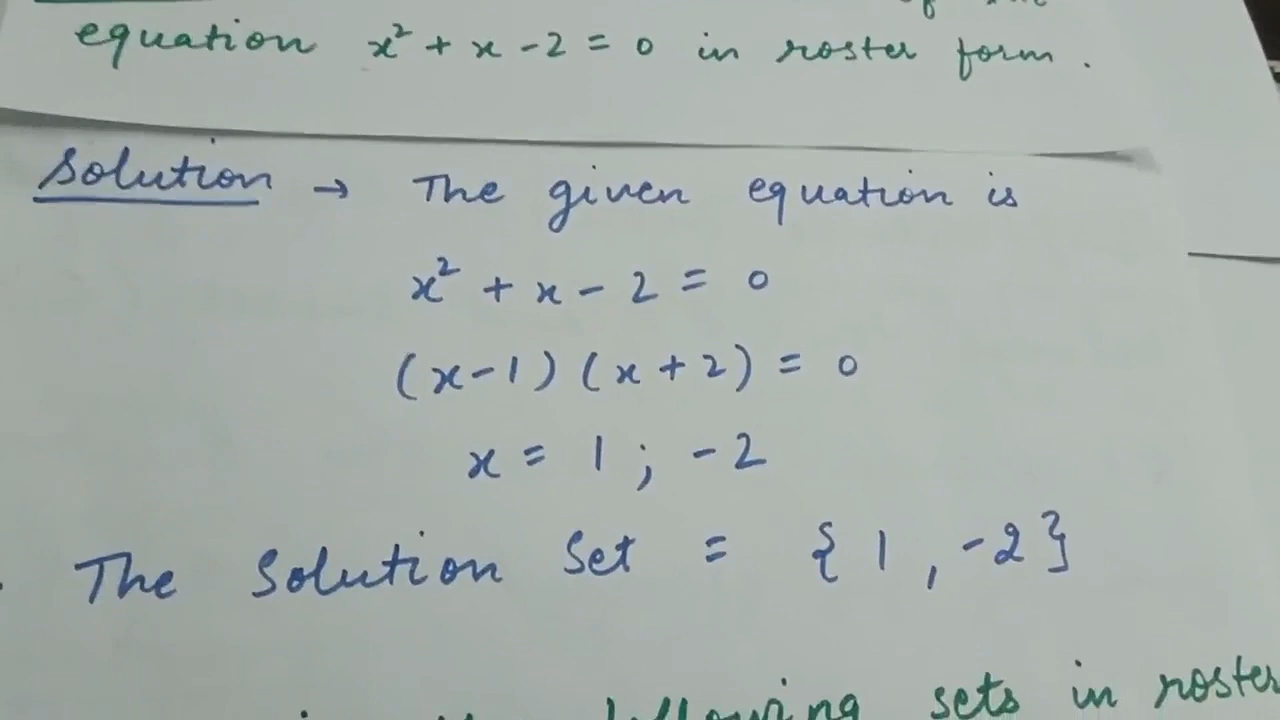 equation x² + x - 2 = 0 in roster form.
Solution → The given equation is
x² + x - 2 = 0
(x-1) (x+2) = 0
x = 1 ; -2
The Solution Set = {1, -2}
sets in roster